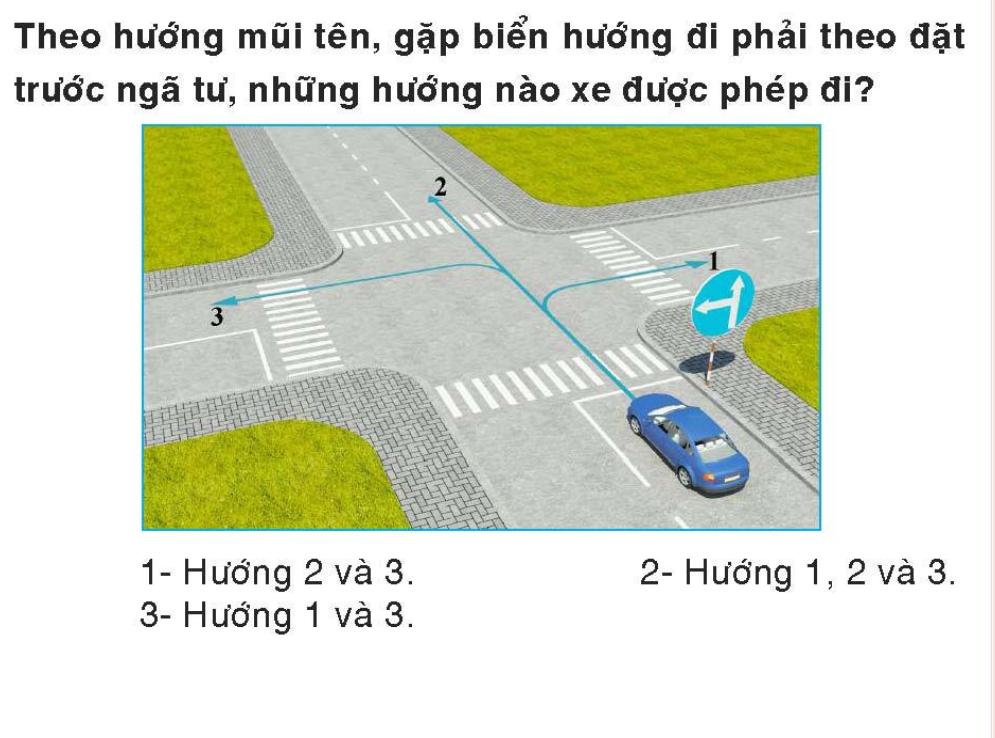 Theo hướng mũi tên, gặp biển hướng đi phải theo đặt
trước ngã tư, những hướng nào xe được phép đi?
2
1
3
1- Hướng 2 và 3.
2- Hướng 1, 2 và 3.
3- Hướng 1 và 3.